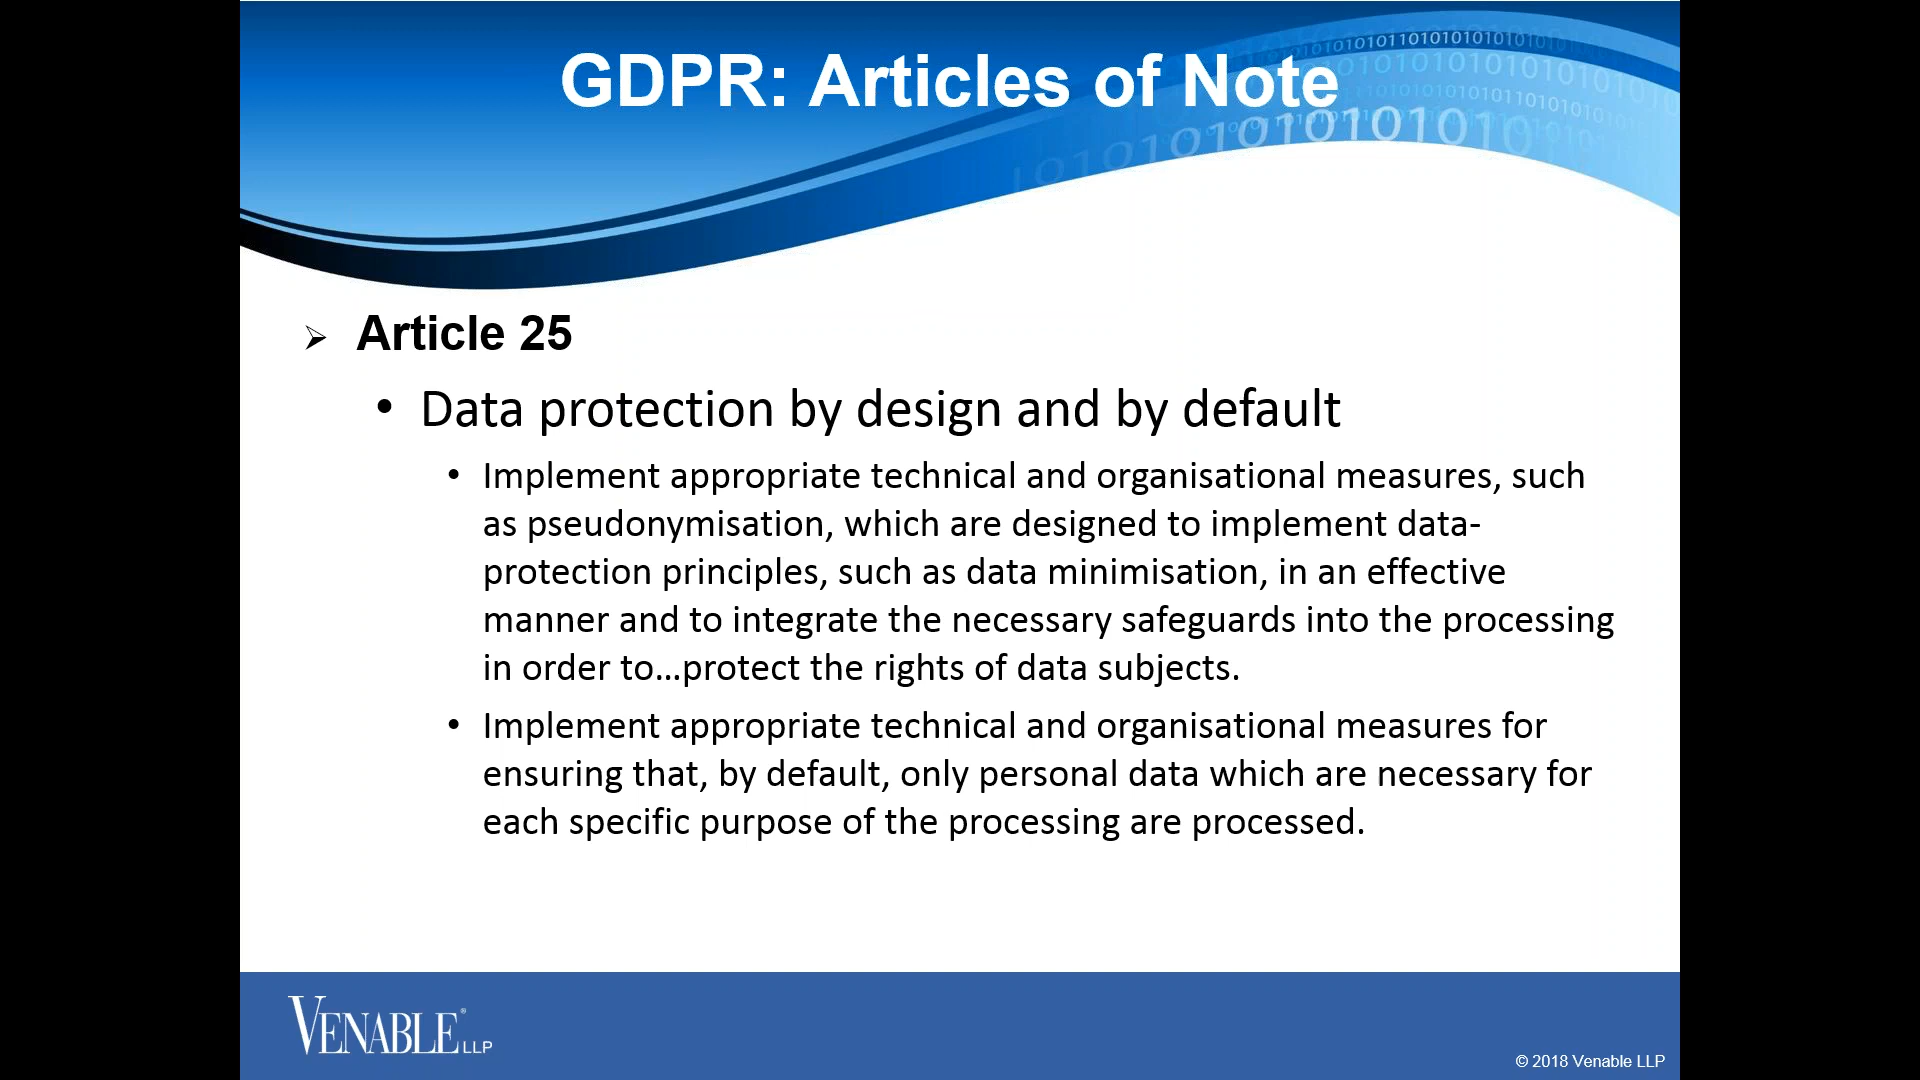 GDPR: Articles of Note
➢ Article 25
• Data protection by design and by default
• Implement appropriate technical and organisational measures, such
as pseudonymisation, which are designed to implement data-
protection principles, such as data minimisation, in an effective
manner and to integrate the necessary safeguards into the processing
in order to…protect the rights of data subjects.
• Implement appropriate technical and organisational measures for
ensuring that, by default, only personal data which are necessary for
each specific purpose of the processing are processed.
VENABLE® LLP
© 2018 Venable LLP